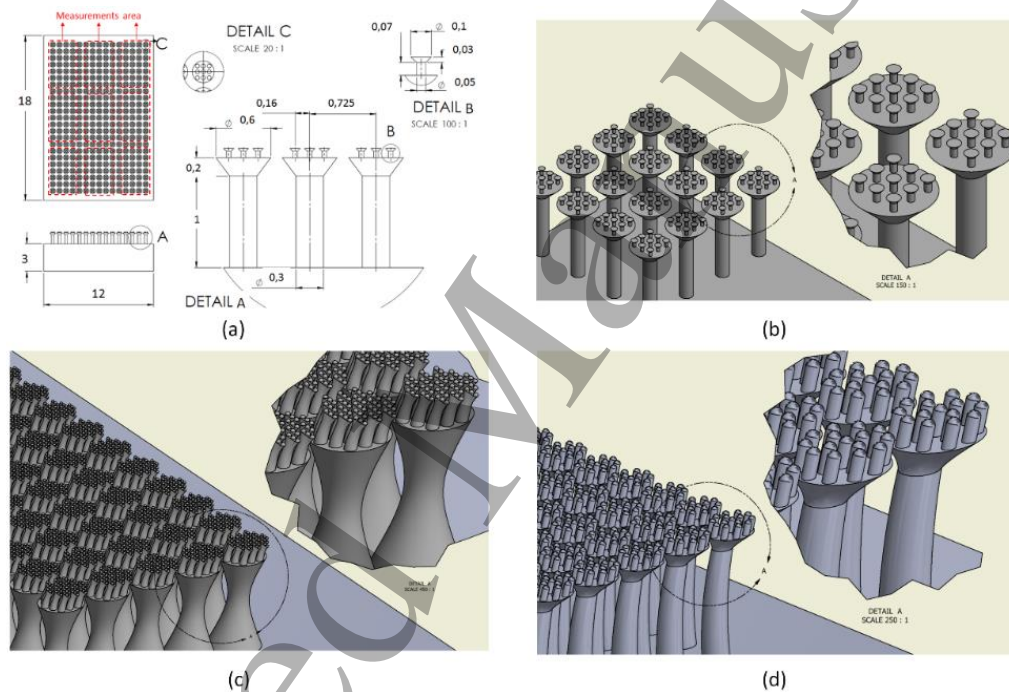 Measurements area
C
18
DETAIL C
SCALE 20 : 1
0,07
⌀ 0,1
0,03
⌀ 0,05
DETAIL B
SCALE 100 : 1
0,16
0,725
⌀ 0,6
B
0,2
1
⌀ 0,3
DETAIL A
A
3
12
(a)
A
DETAIL A
SCALE 150 : 1
(b)
A
DETAIL A
(c)
A
DETAIL A
SCALE 250 : 1
(d)